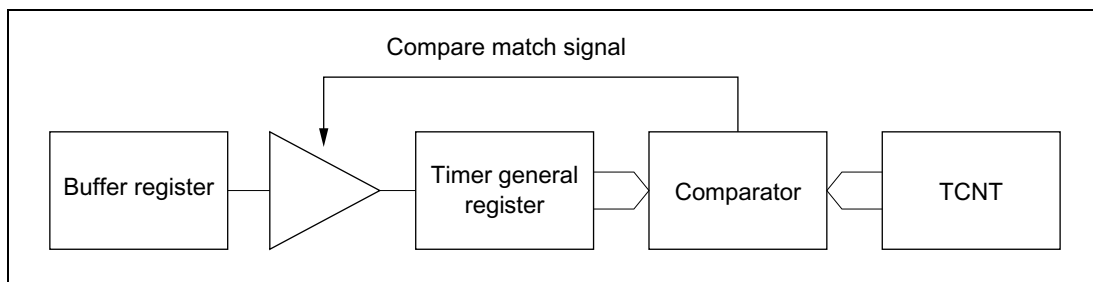 Compare match signal
Buffer register
Timer general
register
Comparator
TCNT